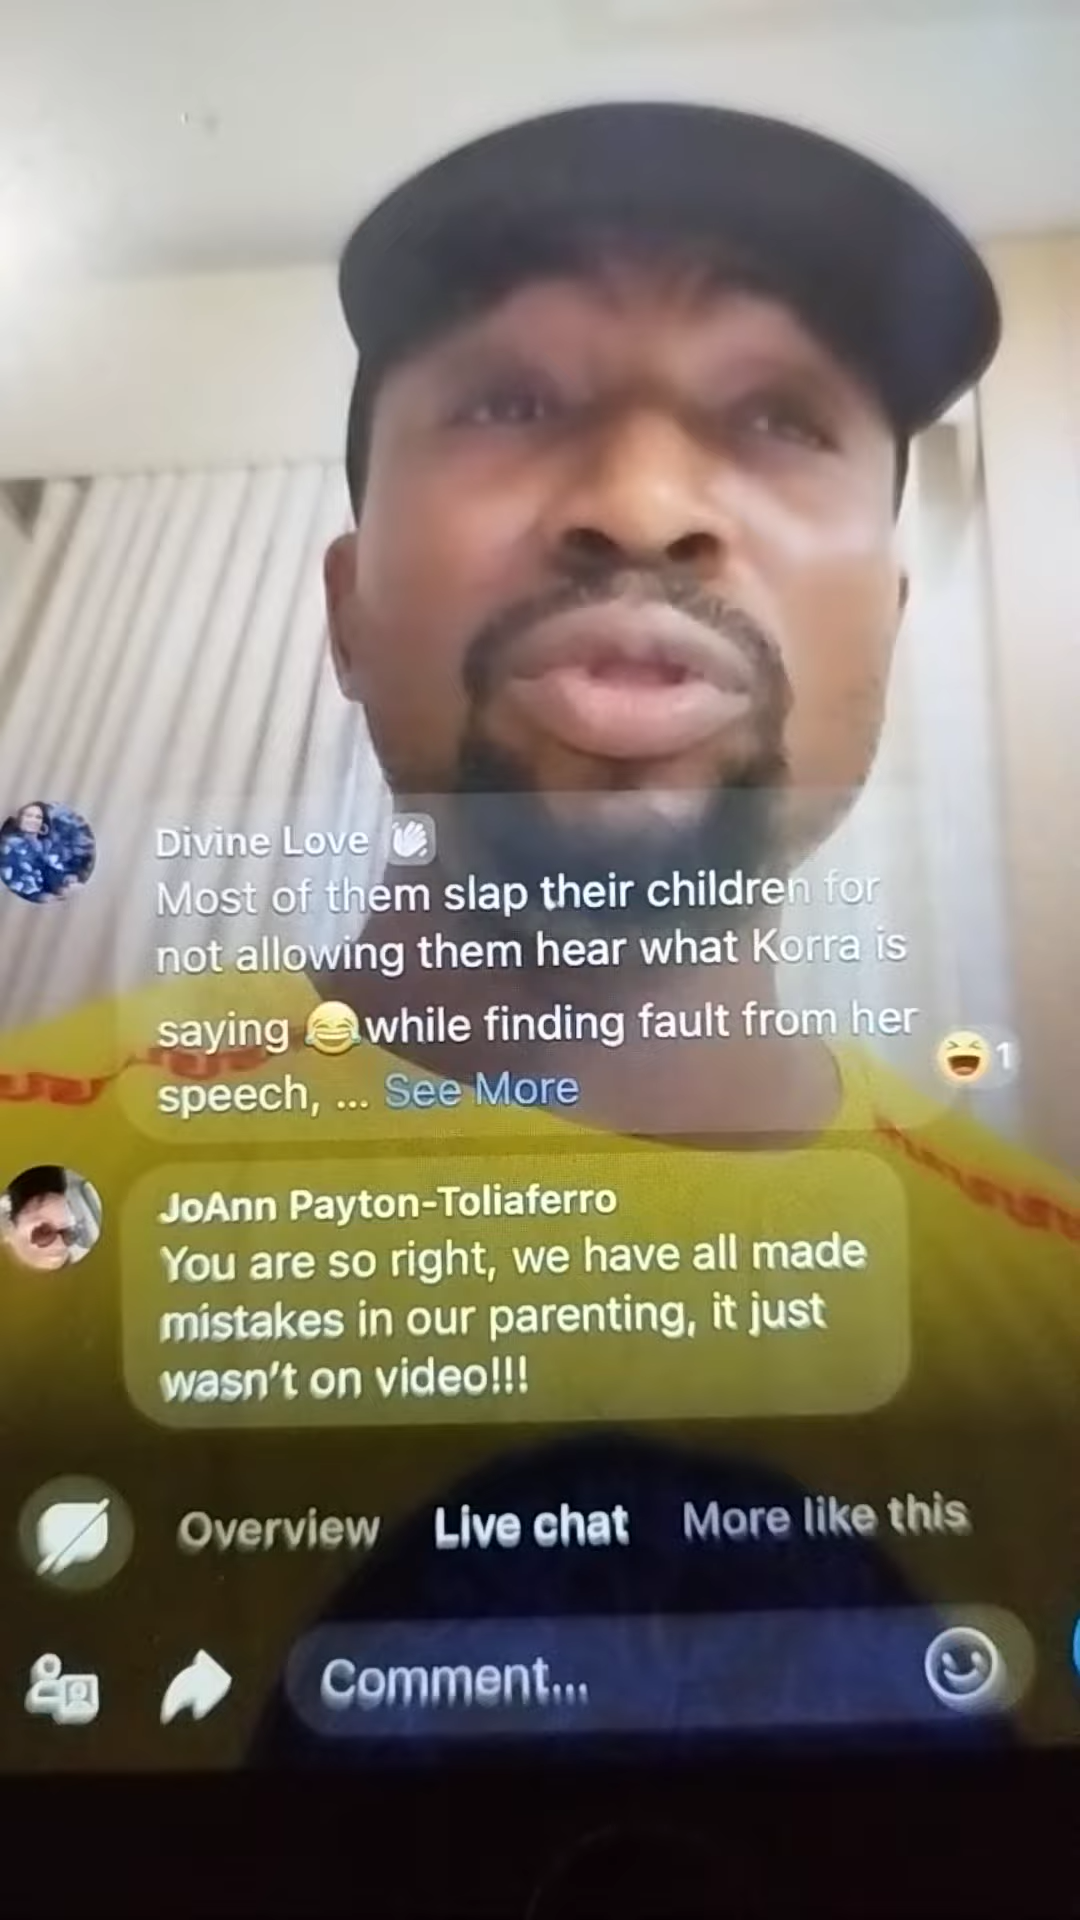 Divine Love 👋
Most of them slap their children for
not allowing them hear what Korra is
saying 😂while finding fault from her
speech, ... See More
1
JoAnn Payton-Toliaferro
You are so right, we have all made
mistakes in our parenting, it just
wasn't on video!!!
Overview Live chat More like this
Comment...